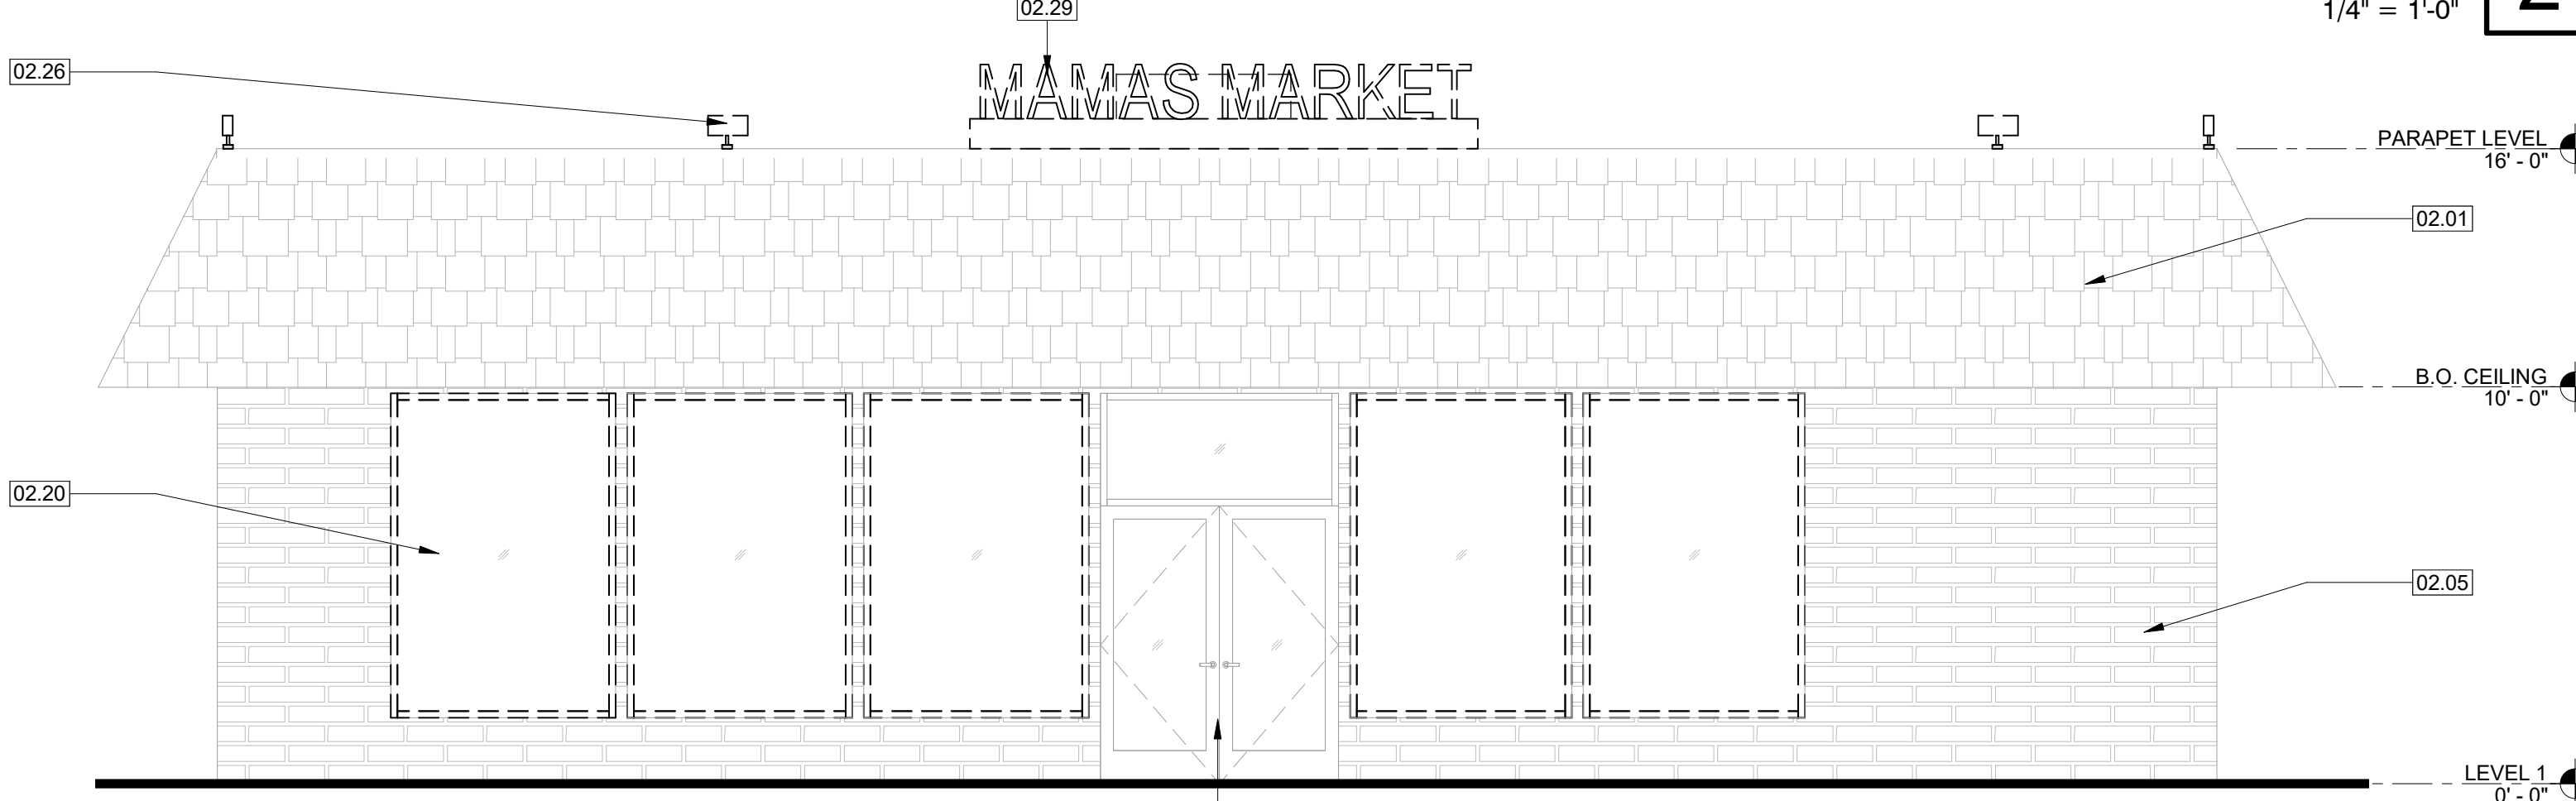 02.29
1/4" = 1'-0"
02.26
MAMAS MARKET
PARAPET LEVEL
16' - 0"
02.01
B.O. CEILING
10' - 0"
02.20
02.05
LEVEL 1
0' - 0"